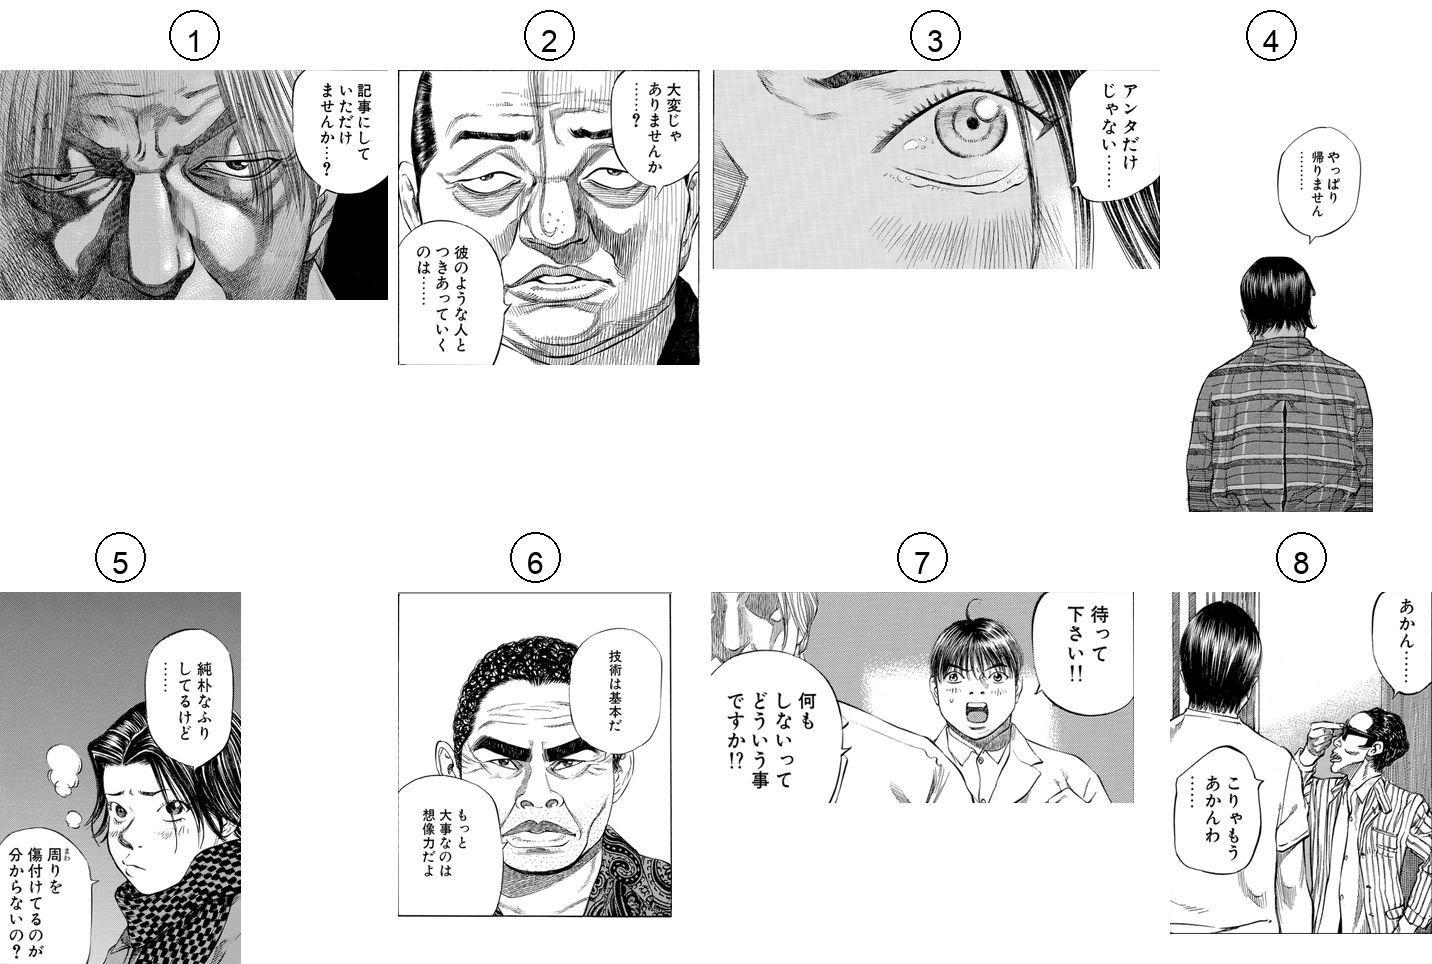 1
記事にして
いただけ
ませんか…?
2
大変じゃ
ありませんか
……?
彼のような人と
つきあっていく
のは……
3
アンタだけ
じゃない……
4
やっぱり
帰りません
………
5
純朴なふり
してるけど
……
周りを
まわ
傷付けてるのが
分からないの?
6
技術は基本だ
もっと
大事なのは
想像力だよ
7
待って
下さい!!
何も
しないって
どういう事
ですか!?
8
あかん……
こりゃもう
あかんわ
……